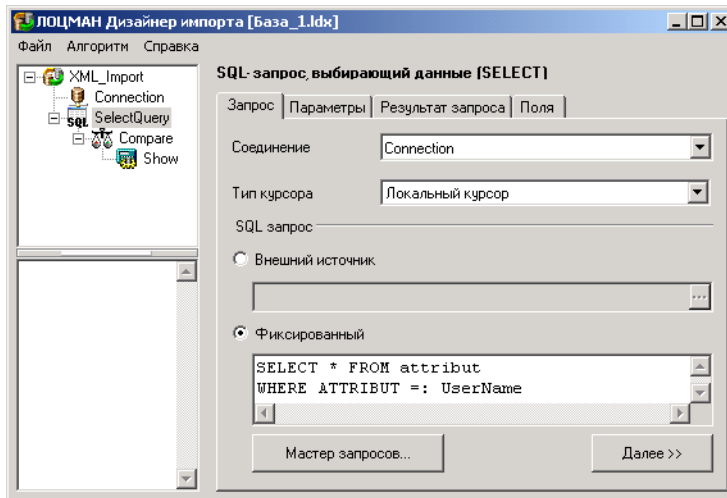 ЛОЦМАН Дизайнер импорта [База_1.ldx]
Файл Алгоритм Справка
XML_Import
Connection
SQL SelectQuery
Compare
Show
SQL-запрос, выбирающий данные (SELECT)
Запрос Параметры Результат запроса Поля
Соединение Connection
Тип курсора Локальный курсор
SQL запрос
Внешний источник
...
Фиксированный
SELECT * FROM attribut
WHERE ATTRIBUT =: UserName
Мастер запросов... Далее >>